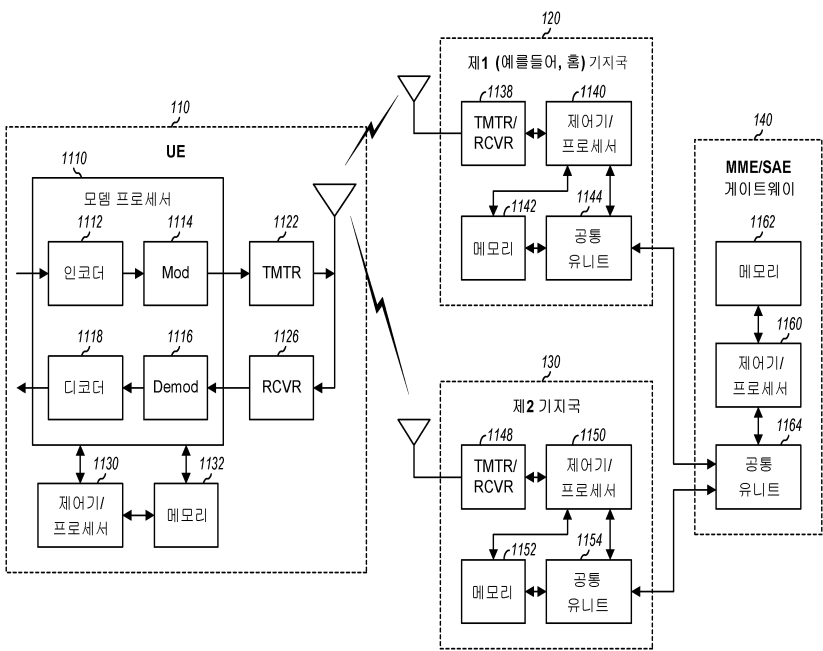 110
UE
1110
모뎀 프로세서
1112
인코더
1114
Mod
1122
TMTR
1118
디코더
1116
Demod
1126
RCVR
1130
제어기/
프로세서
1132
메모리
120
제1 (예를들어, 홈) 기지국
1138
TMTR/
RCVR
1140
제어기/
프로세서
1142
메모리
1144
공통
유니트
130
제2 기지국
1148
TMTR/
RCVR
1150
제어기/
프로세서
1152
메모리
1154
공통
유니트
140
MME/SAE
게이트웨이
1162
메모리
1160
제어기/
프로세서
1164
공통
유니트